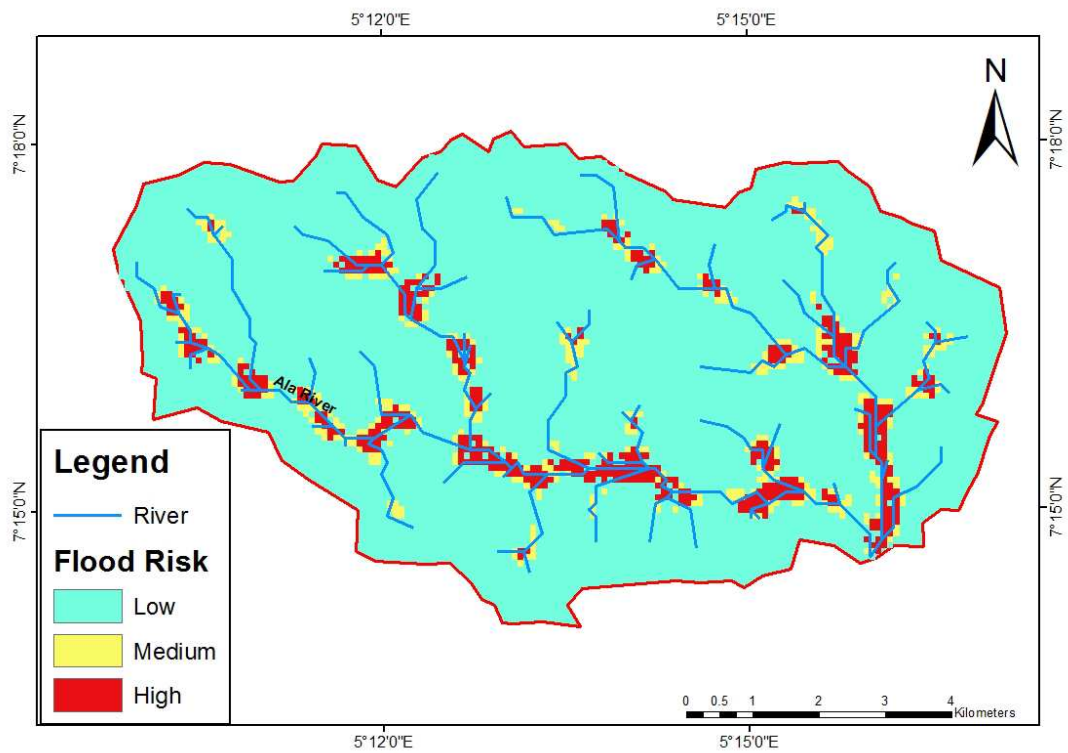 5°12'0"E 5°15'0"E
N
7°18'0"N 7°18'0"N
Ala River
Legend
River
Flood Risk
Low
Medium
High
7°15'0"N 7°15'0"N
0 0.5 1 2 3 4
Kilometers
5°12'0"E 5°15'0"E